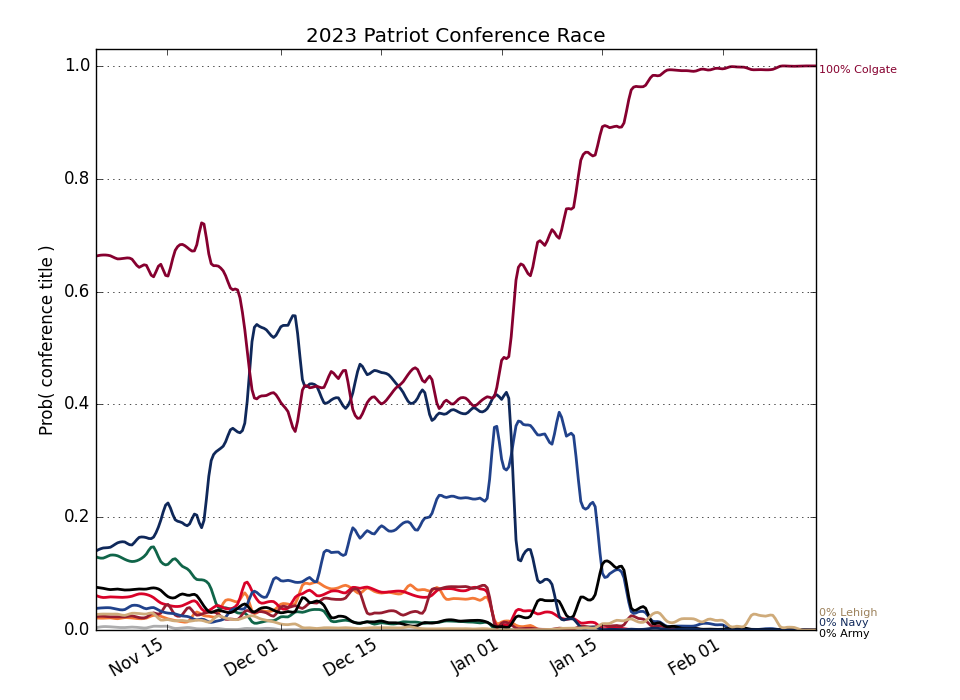 2023 Patriot Conference Race
Prob( conference title )
1.0
0.8
0.6
0.4
0.2
0.0
100% Colgate
0% Lehigh
0% Navy
0% Army
Nov 15
Dec 01
Dec 15
Jan 01
Jan 15
Feb 01